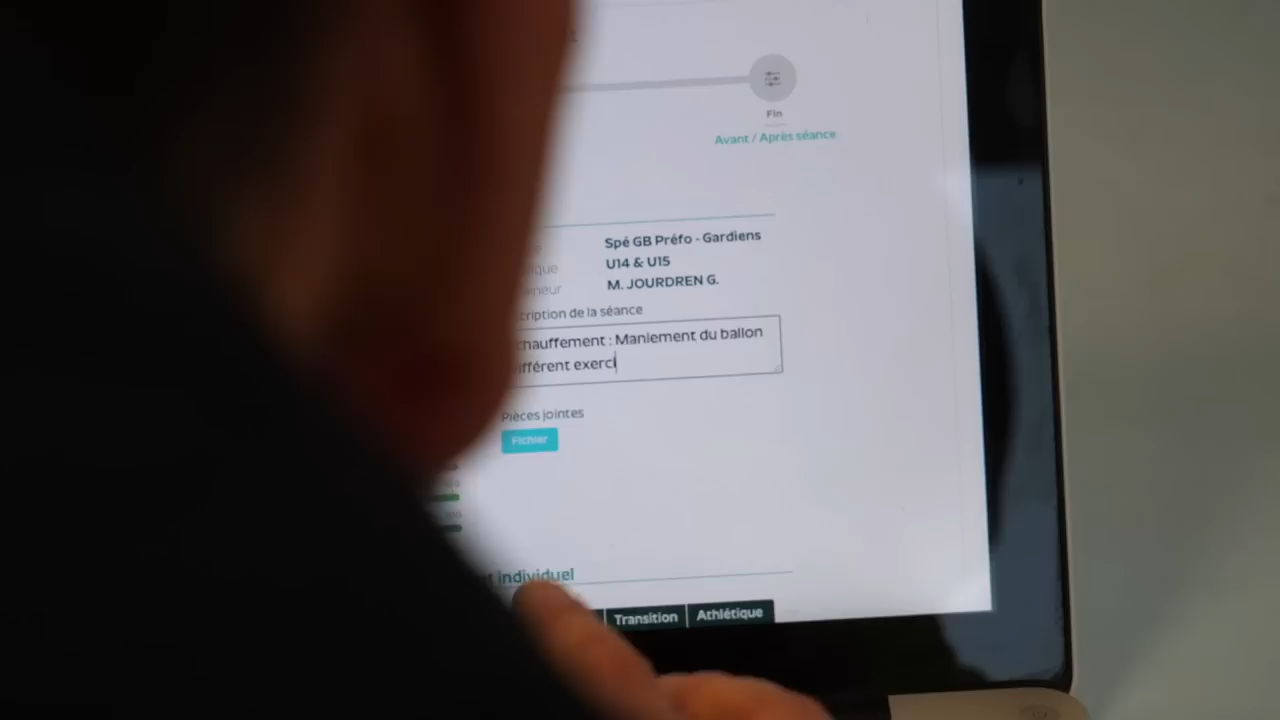 Fin
Avant / Après séance
Spé GB Préfo - Gardiens
U14 & U15
M. JOURDREN G.
cription de la séance
chauffement : Maniement du ballon
ifférent exerci
Pièces jointes
Fichier
individuel
Transition Athlétique